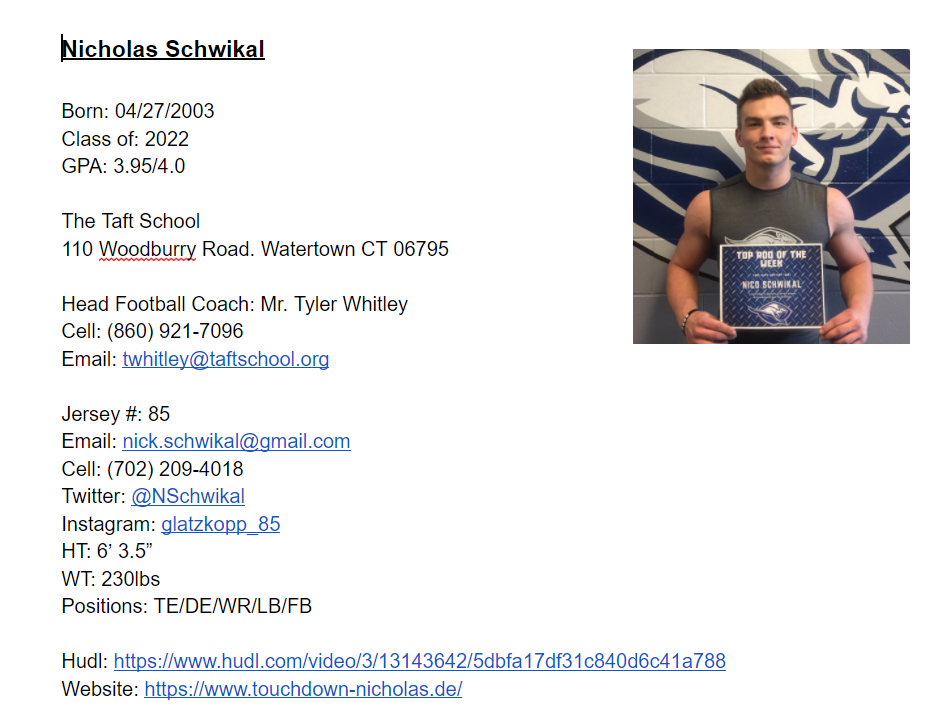 Nicholas Schwikal
Born: 04/27/2003
Class of: 2022
GPA: 3.95/4.0
The Taft School
110 Woodburry Road. Watertown CT 06795
Head Football Coach: Mr. Tyler Whitley
Cell: (860) 921-7096
Email: twhitley@taftschool.org
Jersey #: 85
Email: nick.schwikal@gmail.com
Cell: (702) 209-4018
Twitter: @NSchwikal
Instagram: glatzkopp_85
HT: 6’ 3.5”
WT: 230lbs
Positions: TE/DE/WR/LB/FB
Hudl: https://www.hudl.com/video/3/13143642/5dbfa17df31c840d6c41a788
Website: https://www.touchdown-nicholas.de/
TOP ROO OF THE
WEEK
NICO SCHWIKAL